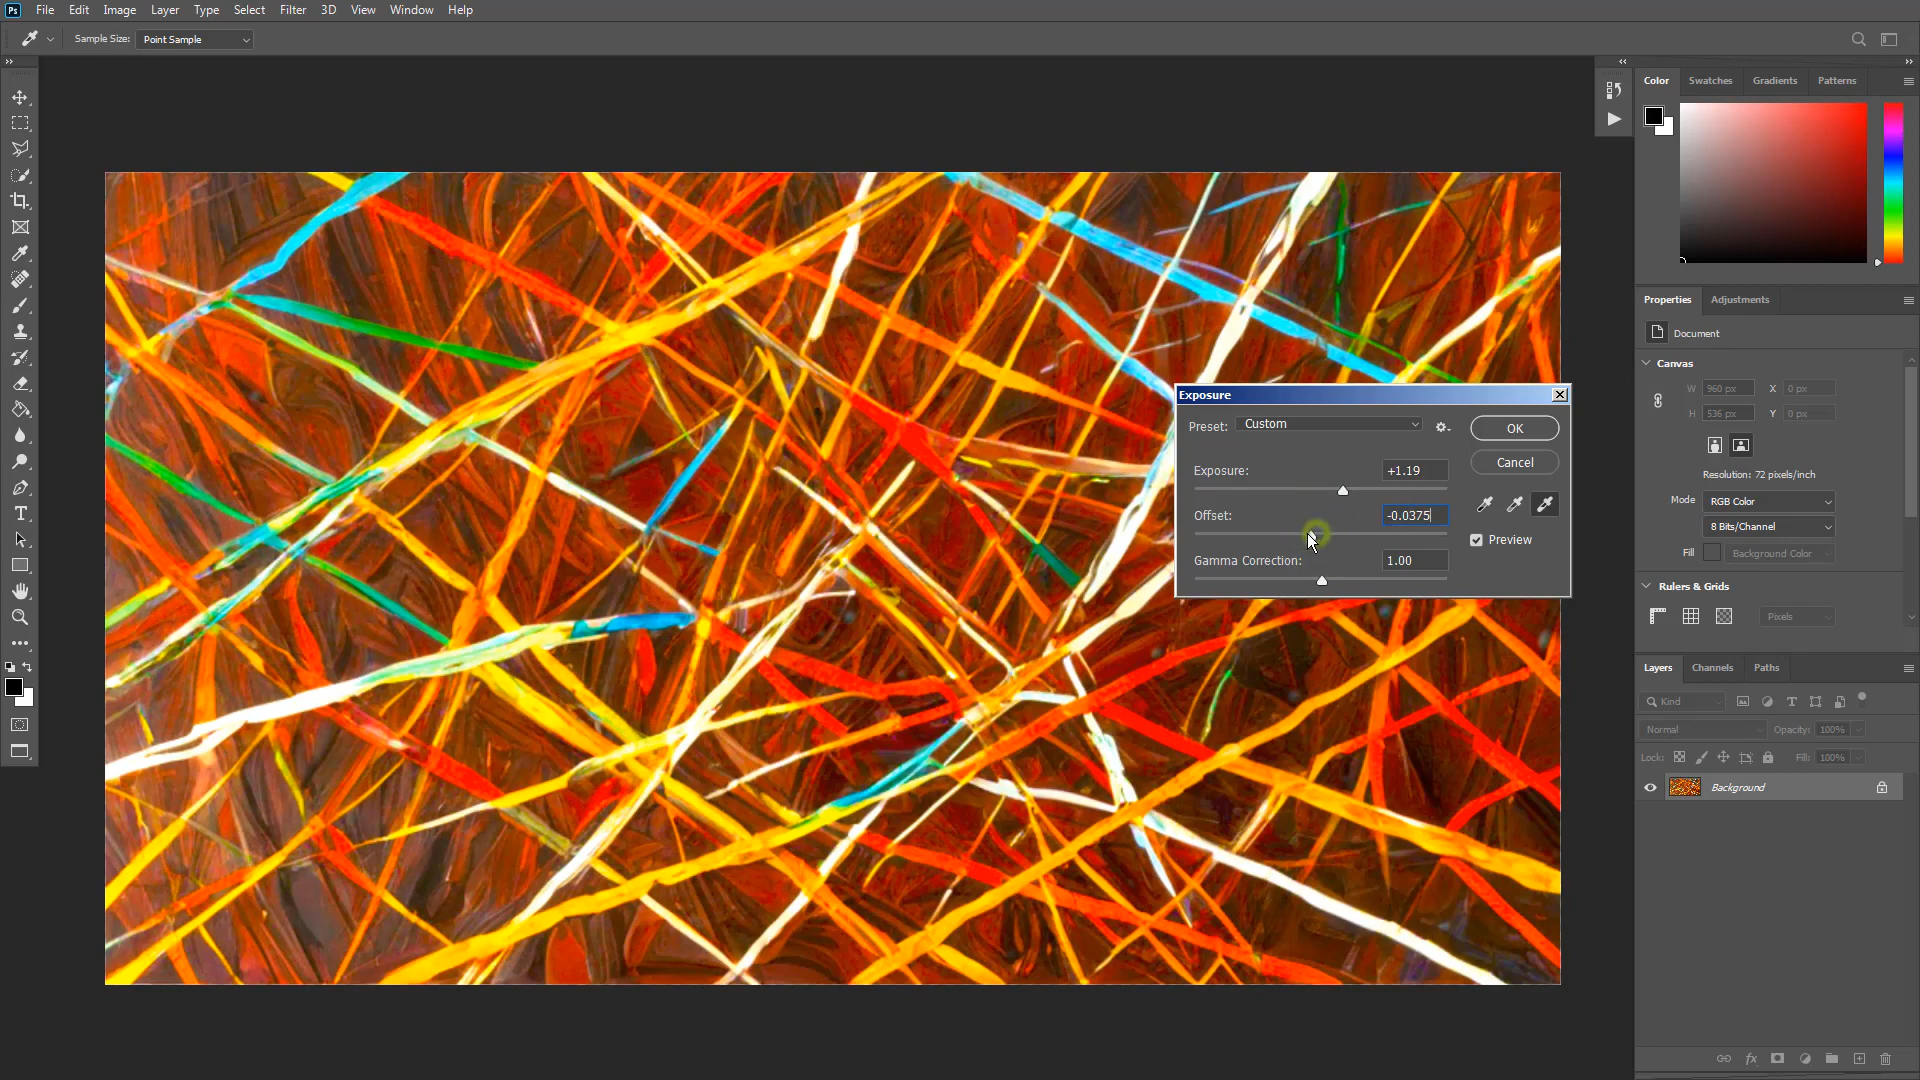 Ps File Edit Image Layer Type Select Filter 3D View Window Help
Sample Size: Point Sample
Color Swatches Gradients Patterns
Properties Adjustments
Document
Canvas
W 960 px X 0 px
H 536 px Y 0 px
Resolution: 72 pixels/inch
Mode RGB Color
8 Bits/Channel
Fill Background Color
Rulers & Grids
Pixels
Exposure
Preset: Custom
OK
Cancel
Exposure: +1.19
Offset: -0.0375
Preview
Gamma Correction: 1.00
Layers Channels Paths
Kind
Normal Opacity: 100%
Lock: Fill: 100%
Background